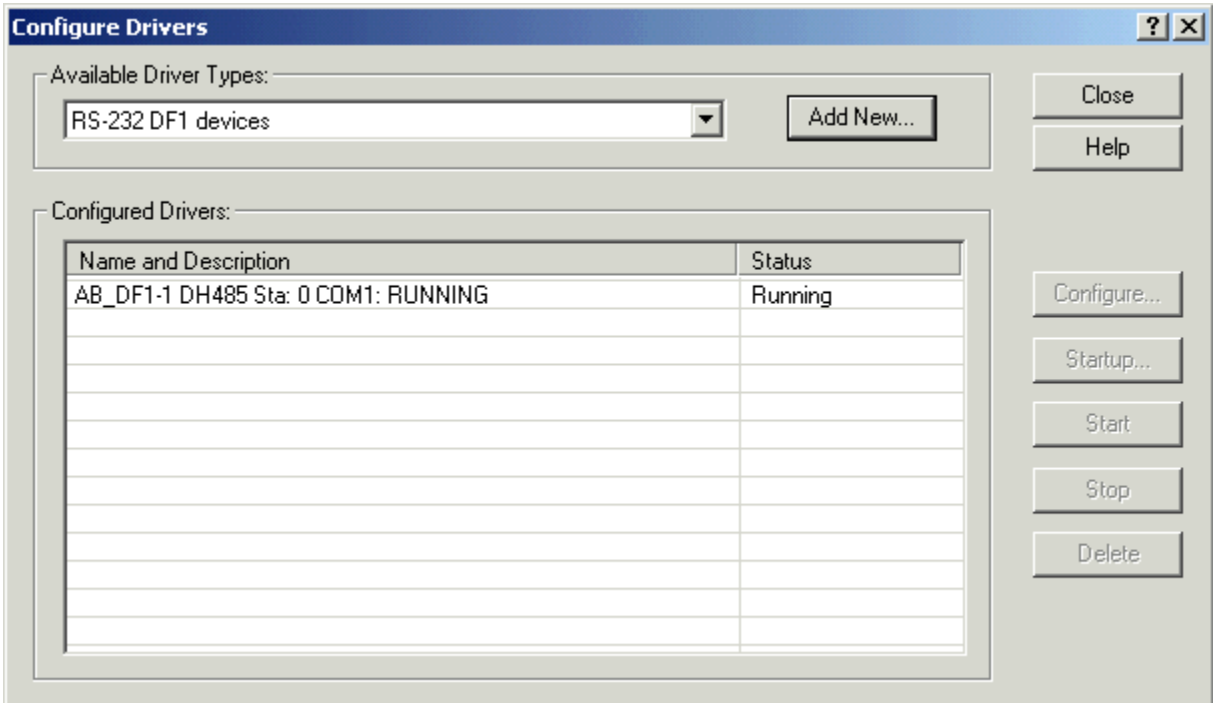 Configure Drivers
Available Driver Types:
RS-232 DF1 devices
Add New...
Close
Help
Configured Drivers:
Name and Description Status
AB_DF1-1 DH485 Sta: 0 COM1: RUNNING Running
Configure...
Startup...
Start
Stop
Delete